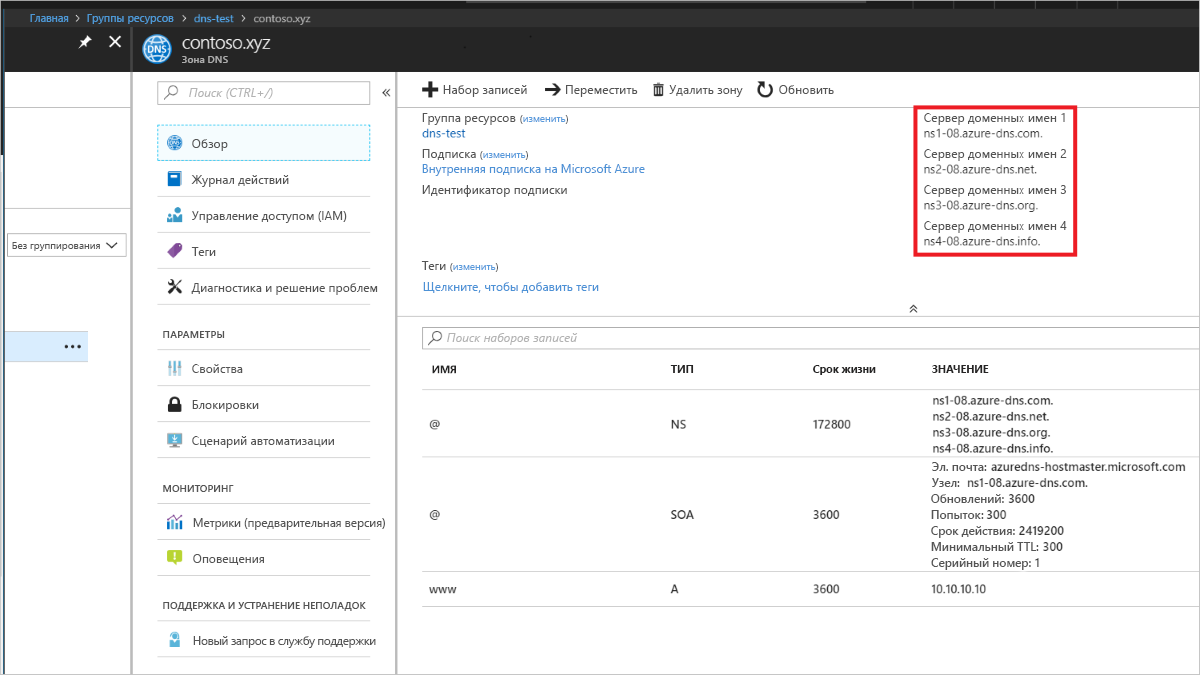 Главная > Группы ресурсов > dns-test > contoso.xyz
DNS
contoso.xyz
Зона DNS
Без группирования
Поиск (CTRL+/)
Обзор
Журнал действий
Управление доступом (IAM)
Теги
Диагностика и решение проблем
ПАРАМЕТРЫ
Свойства
Блокировки
Сценарий автоматизации
МОНИТОРИНГ
Метрики (предварительная версия)
Оповещения
ПОДДЕРЖКА И УСТРАНЕНИЕ НЕПОЛАДОК
Новый запрос в службу поддержки
Набор записей Переместить Удалить зону Обновить
Группа ресурсов (изменить)
dns-test
Подписка (изменить)
Внутренняя подписка на Microsoft Azure
Идентификатор подписки
Теги (изменить)
Щелкните, чтобы добавить теги
Сервер доменных имен 1
ns1-08.azure-dns.com.
Сервер доменных имен 2
ns2-08.azure-dns.net.
Сервер доменных имен 3
ns3-08.azure-dns.org.
Сервер доменных имен 4
ns4-08.azure-dns.info.
Поиск наборов записей
ИМЯ ТИП Срок жизни ЗНАЧЕНИЕ
@ NS 172800
ns1-08.azure-dns.com.
ns2-08.azure-dns.net.
ns3-08.azure-dns.org.
ns4-08.azure-dns.info.
@ SOA 3600
Эл. почта: azuredns-hostmaster.microsoft.com
Узел: ns1-08.azure-dns.com.
Обновлений: 3600
Попыток: 300
Срок действия: 2419200
Минимальный TTL: 300
Серийный номер: 1
www A 3600 10.10.10.10